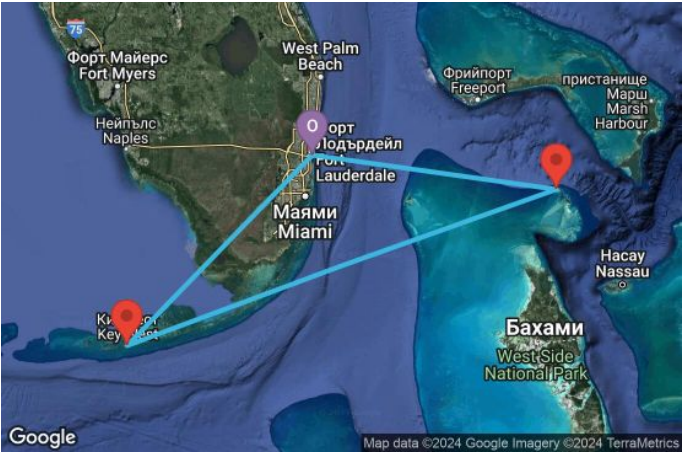 75
Форт Майерс
Fort Myers
West Palm
Beach
Фрийпорт
Freeport
пристанище
Марш
Marsh
Harbour
Нейпълс
Naples
O
орт
Лодърдейл
Fort
Lauderdale
Маями
Miami
Насау
Nassau
Key West
Бахами
West Side
National Park
Google
Map data ©2024 Google Imagery ©2024 TerraMetrics